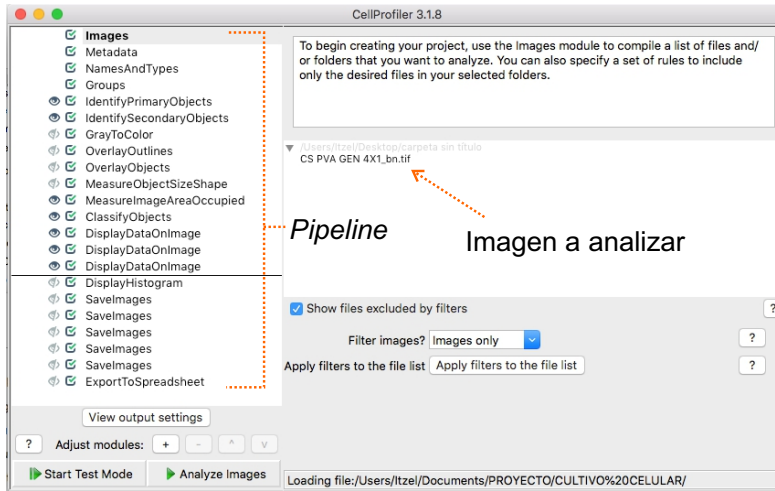 CellProfiler 3.1.8
Images
Metadata
NamesAndTypes
Groups
IdentifyPrimaryObjects
IdentifySecondaryObjects
GrayToColor
OverlayOutlines
OverlayObjects
MeasureObjectSizeShape
MeasureImageAreaOccupied
ClassifyObjects
DisplayDataOnImage
DisplayDataOnImage
DisplayDataOnImage
DisplayHistogram
SaveImages
SaveImages
SaveImages
SaveImages
SaveImages
ExportToSpreadsheet
View output settings
? Adjust modules: + - ^ v
Start Test Mode Analyze Images
To begin creating your project, use the Images module to compile a list of files and/
or folders that you want to analyze. You can also specify a set of rules to include
only the desired files in your selected folders.
/Users/Itzel/Desktop/carpeta sin título
CS PVA GEN 4X1_bn.tif
Pipeline
Imagen a analizar
Show files excluded by filters ?
Filter images? Images only ?
Apply filters to the file list Apply filters to the file list ?
Loading file:/Users/Itzel/Documents/PROYECTO/CULTIVO%20CELULAR/